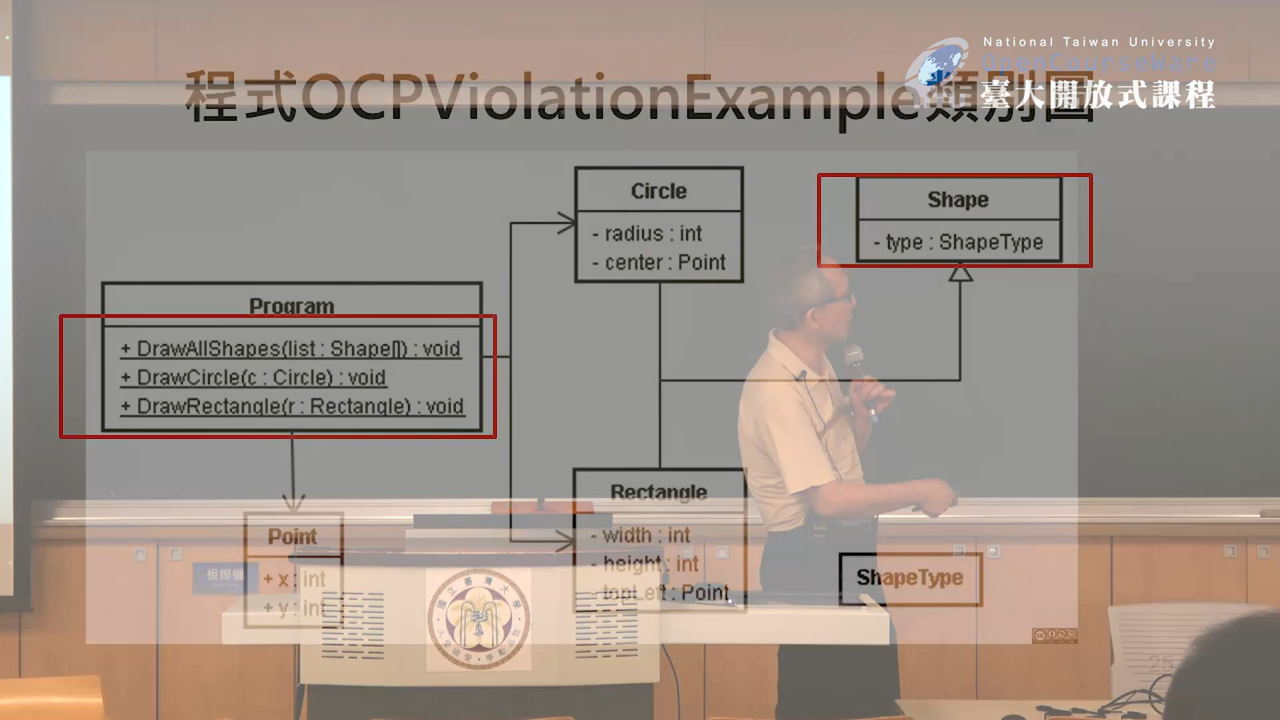 National Taiwan University
OpenCourseWare
臺大開放式課程
程式OCPViolationExample類別圖
Circle
- radius : int
- center : Point
Shape
- type : ShapeType
Program
+ DrawAllShapes(list : Shape[]) : void
+ DrawCircle(c : Circle) : void
+ DrawRectangle(r : Rectangle) : void
Point
+ x : int
+ y : int
Rectangle
- width : int
- height : int
- topLeft : Point
ShapeType